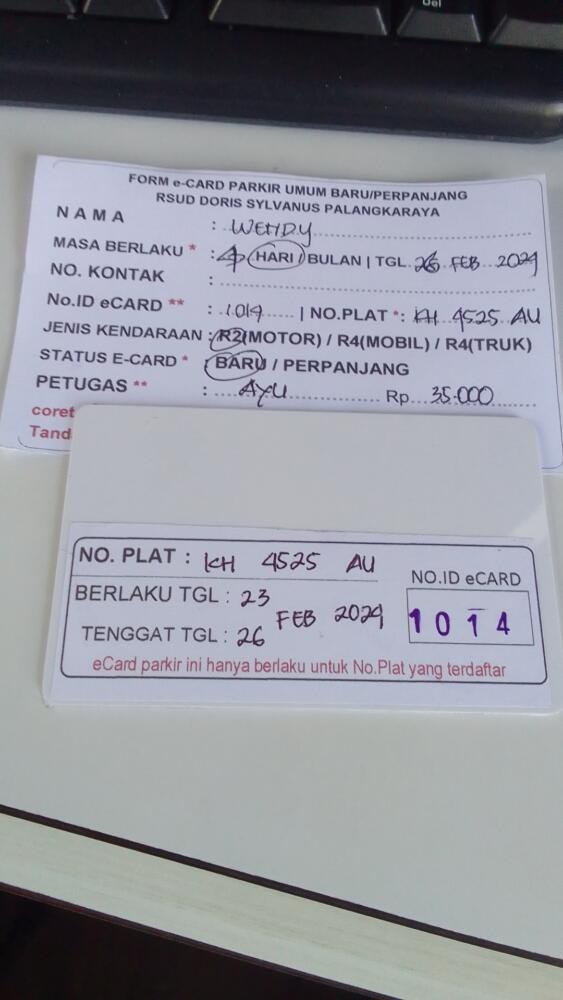 Del
FORM e-CARD PARKIR UMUM BARU/PERPANJANG
RSUD DORIS SYLVANUS PALANGKARAYA
NAMA : WENDY
MASA BERLAKU * : 4 (HARI) / BULAN | TGL. 26 FEB 2024
NO. KONTAK :
No.ID eCARD ** : 1014 | NO.PLAT *: KH 4525 AU
JENIS KENDARAAN : R2(MOTOR) / R4(MOBIL) / R4(TRUK)
STATUS E-CARD * : BARU / PERPANJANG
PETUGAS ** : AYU Rp 35.000
coret
Tand
NO. PLAT : KH 4525 AU
NO.ID eCARD
BERLAKU TGL : 23
FEB 2024
1014
TENGGAT TGL : 26
eCard parkir ini hanya berlaku untuk No.Plat yang terdaftar